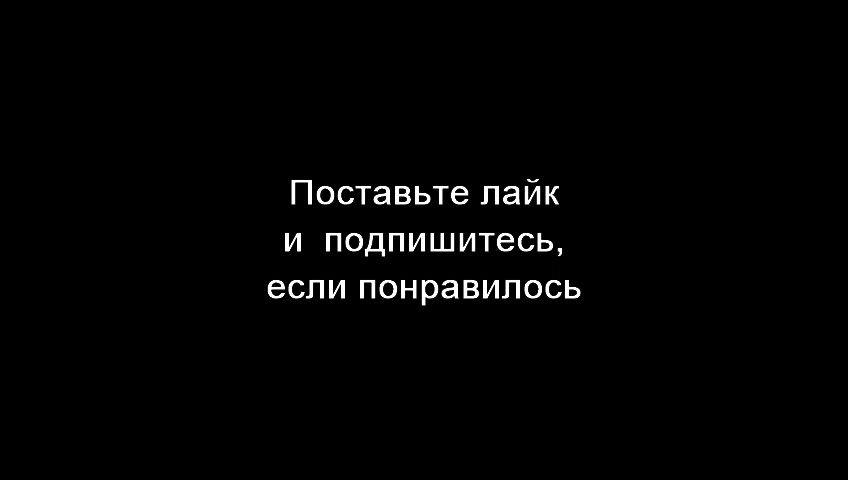 Поставьте лайк
и  подпишитесь,
если понравилось